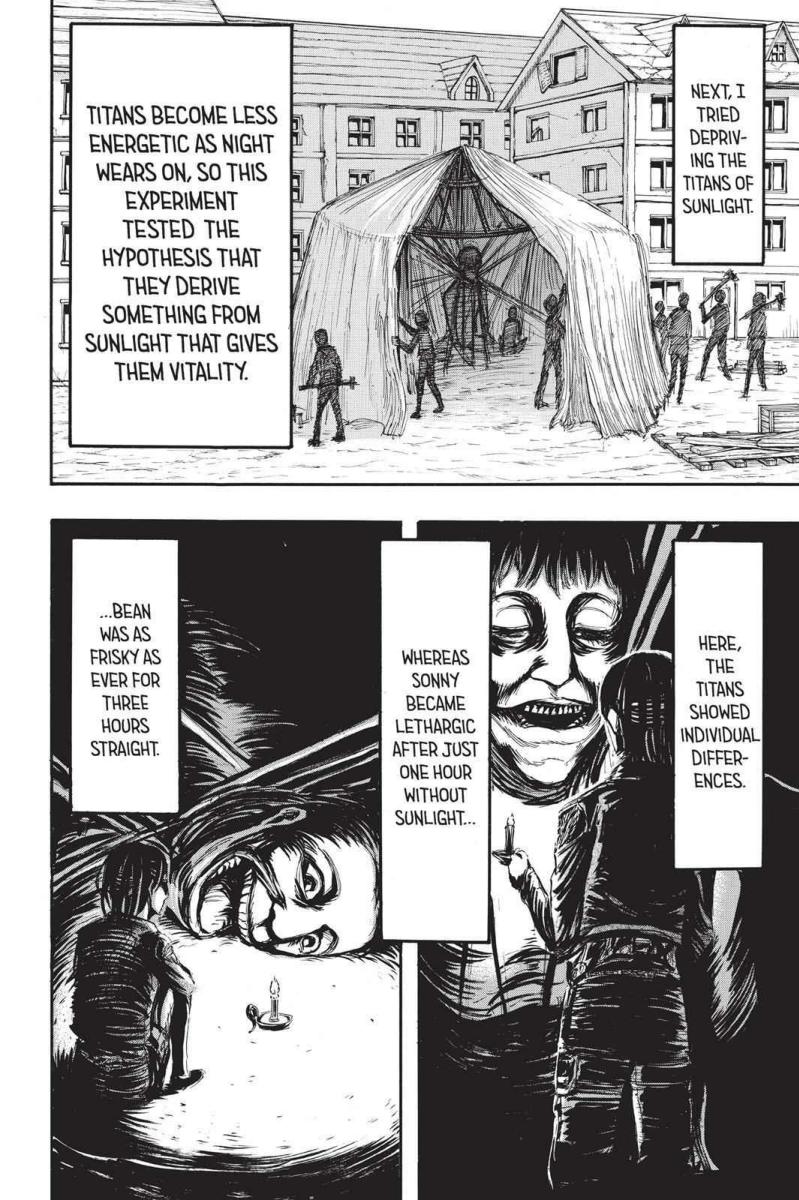 NEXT, I
TRIED
DEPRIV-
ING THE
TITANS OF
SUNLIGHT.
TITANS BECOME LESS
ENERGETIC AS NIGHT
WEARS ON, SO THIS
EXPERIMENT
TESTED THE
HYPOTHESIS THAT
THEY DERIVE
SOMETHING FROM
SUNLIGHT THAT GIVES
THEM VITALITY.
HERE,
THE
TITANS
SHOWED
INDIVIDUAL
DIFFER-
ENCES.
WHEREAS
SONNY
BECAME
LETHARGIC
AFTER JUST
ONE HOUR
WITHOUT
SUNLIGHT...
...BEAN
WAS AS
FRISKY AS
EVER FOR
THREE
HOURS
STRAIGHT.